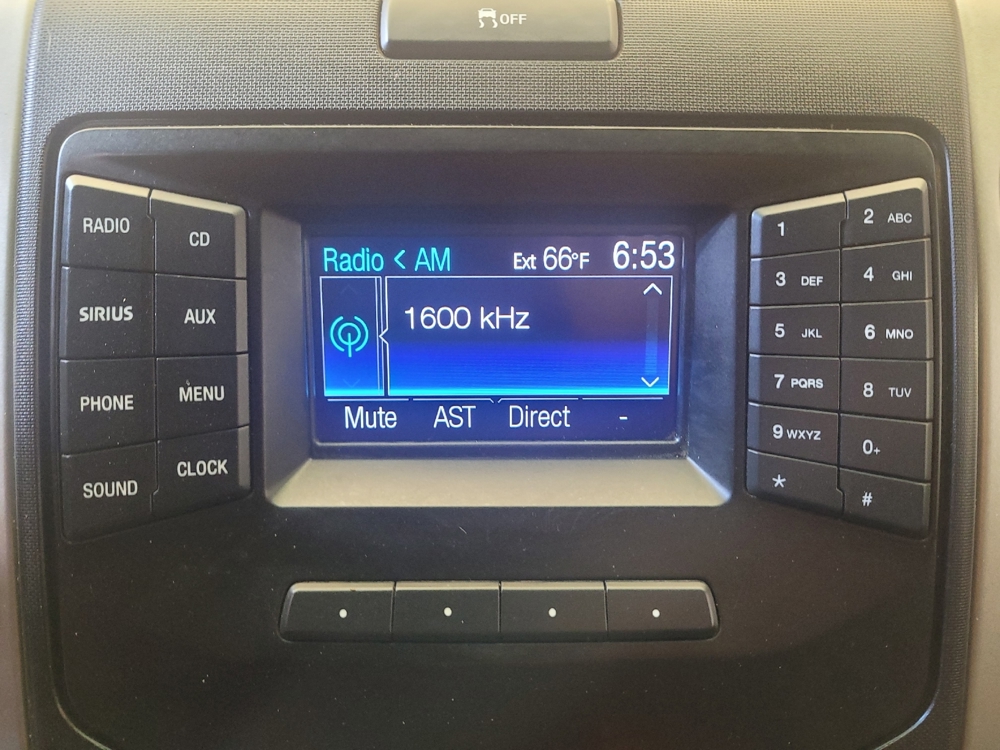 OFF
RADIO
CD
SIRIUS
AUX
PHONE
MENU
SOUND
CLOCK
Radio < AM Ext 66°F 6:53
1600 kHz
Mute AST Direct -
1
2 ABC
3 DEF
4 GHI
5 JKL
6 MNO
7 PQRS
8 TUV
9 WXYZ
0+
*
#